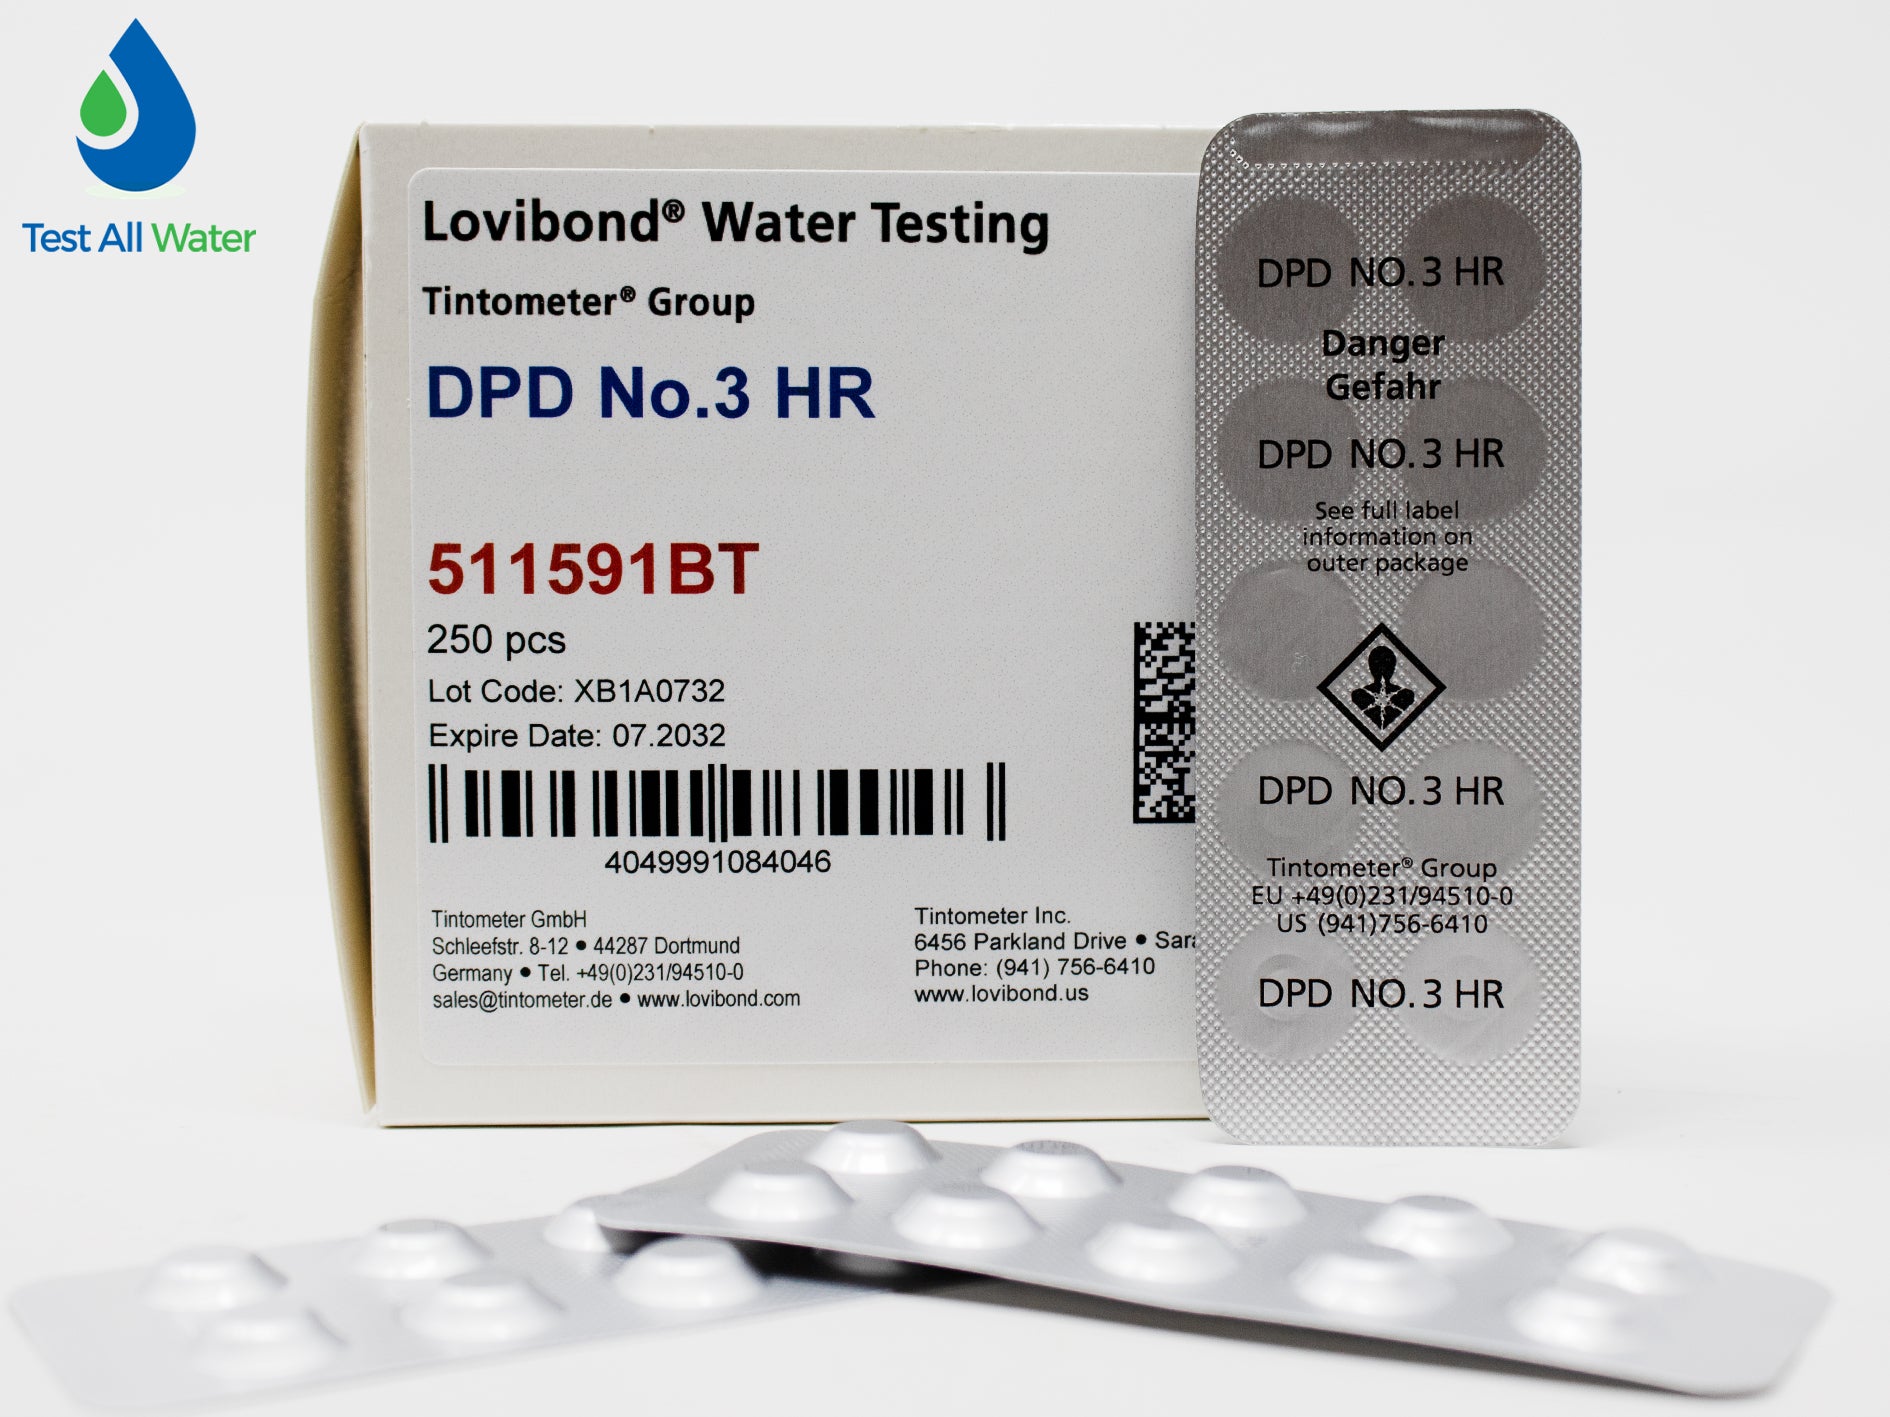 Test All Water
Lovibond® Water Testing
Tintometer® Group
DPD No.3 HR
511591BT
250 pcs
Lot Code: XB1A0732
Expire Date: 07.2032
4049991084046
Tintometer GmbH
Schleefstr. 8-12 • 44287 Dortmund
Germany • Tel. +49(0)231/94510-0
sales@tintometer.de • www.lovibond.com
Tintometer Inc.
6456 Parkland Drive • Sara
Phone: (941) 756-6410
www.lovibond.us
DPD NO.3 HR
Danger
Gefahr
DPD NO.3 HR
See full label
information on
outer package
DPD NO.3 HR
Tintometer® Group
EU +49(0)231/94510-0
US (941)756-6410
DPD NO.3 HR